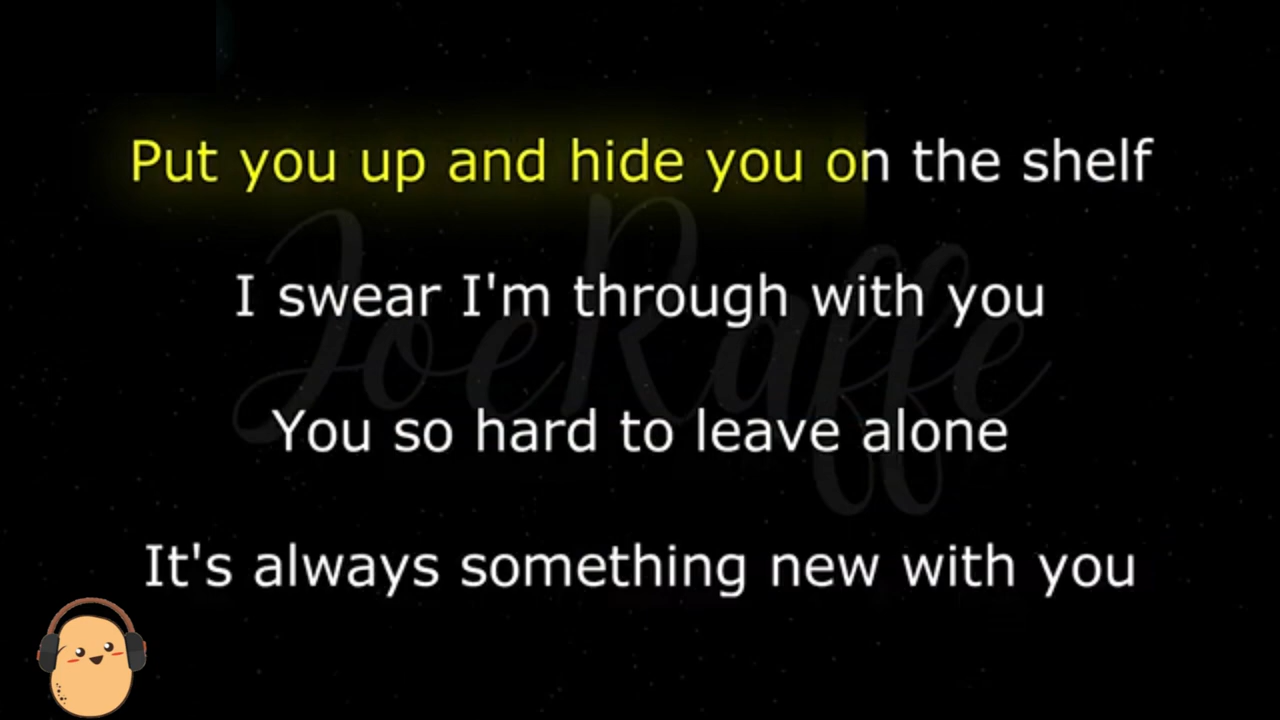 Put you up and hide you on the shelf
I swear I'm through with you
JoeRaffe
You so hard to leave alone
It's always something new with you